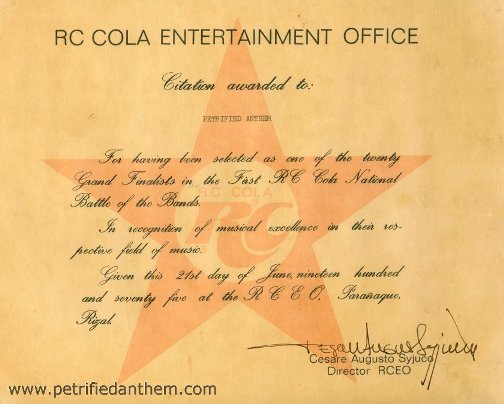 RC COLA ENTERTAINMENT OFFICE
Citation awarded to:
PETRIFIED ANTHEM
For having been selected as one of the twenty
Grand Finalists in the First RC Cola National
Battle of the Bands.
RC COLA
RC
In recognition of musical excellence in their res-
pective field of music.
Given this 21st day of June, nineteen hundred
and seventy five at the R C E O, Parañaque,
Rizal.
Cesare Augusto Syjuco
Director RCEO
www.petrifiedanthem.com